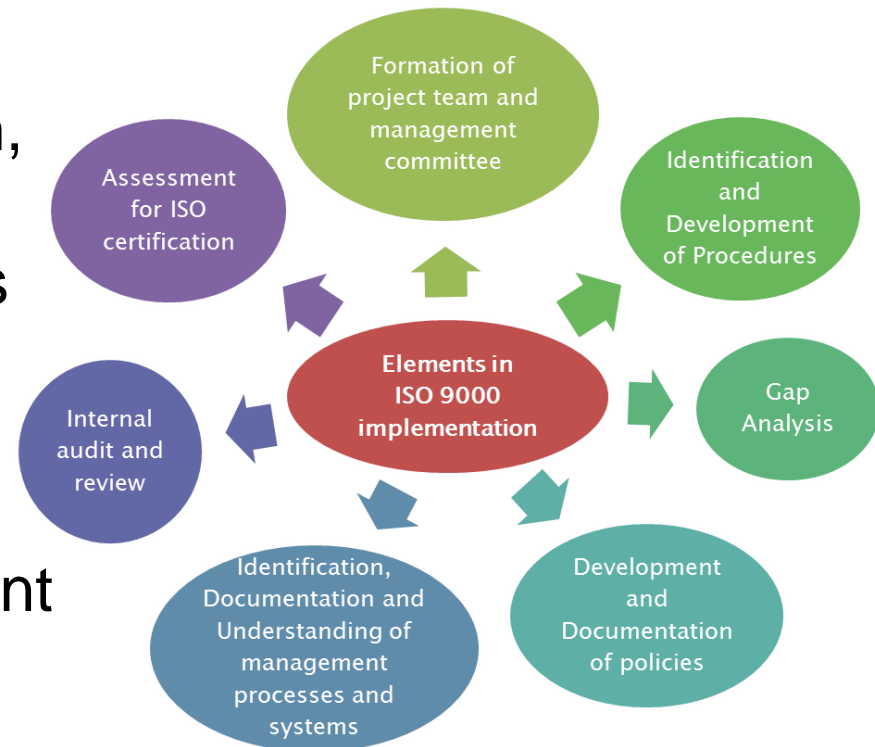 Formation of
project team and
management
committee
Identification
and
Development
of Procedures
Gap
Analysis
Development
and
Documentation
of policies
Identification,
Documentation and
Understanding of
management
processes and
systems
Internal
audit and
review
Assessment
for ISO
certification
Elements in
ISO 9000
implementation